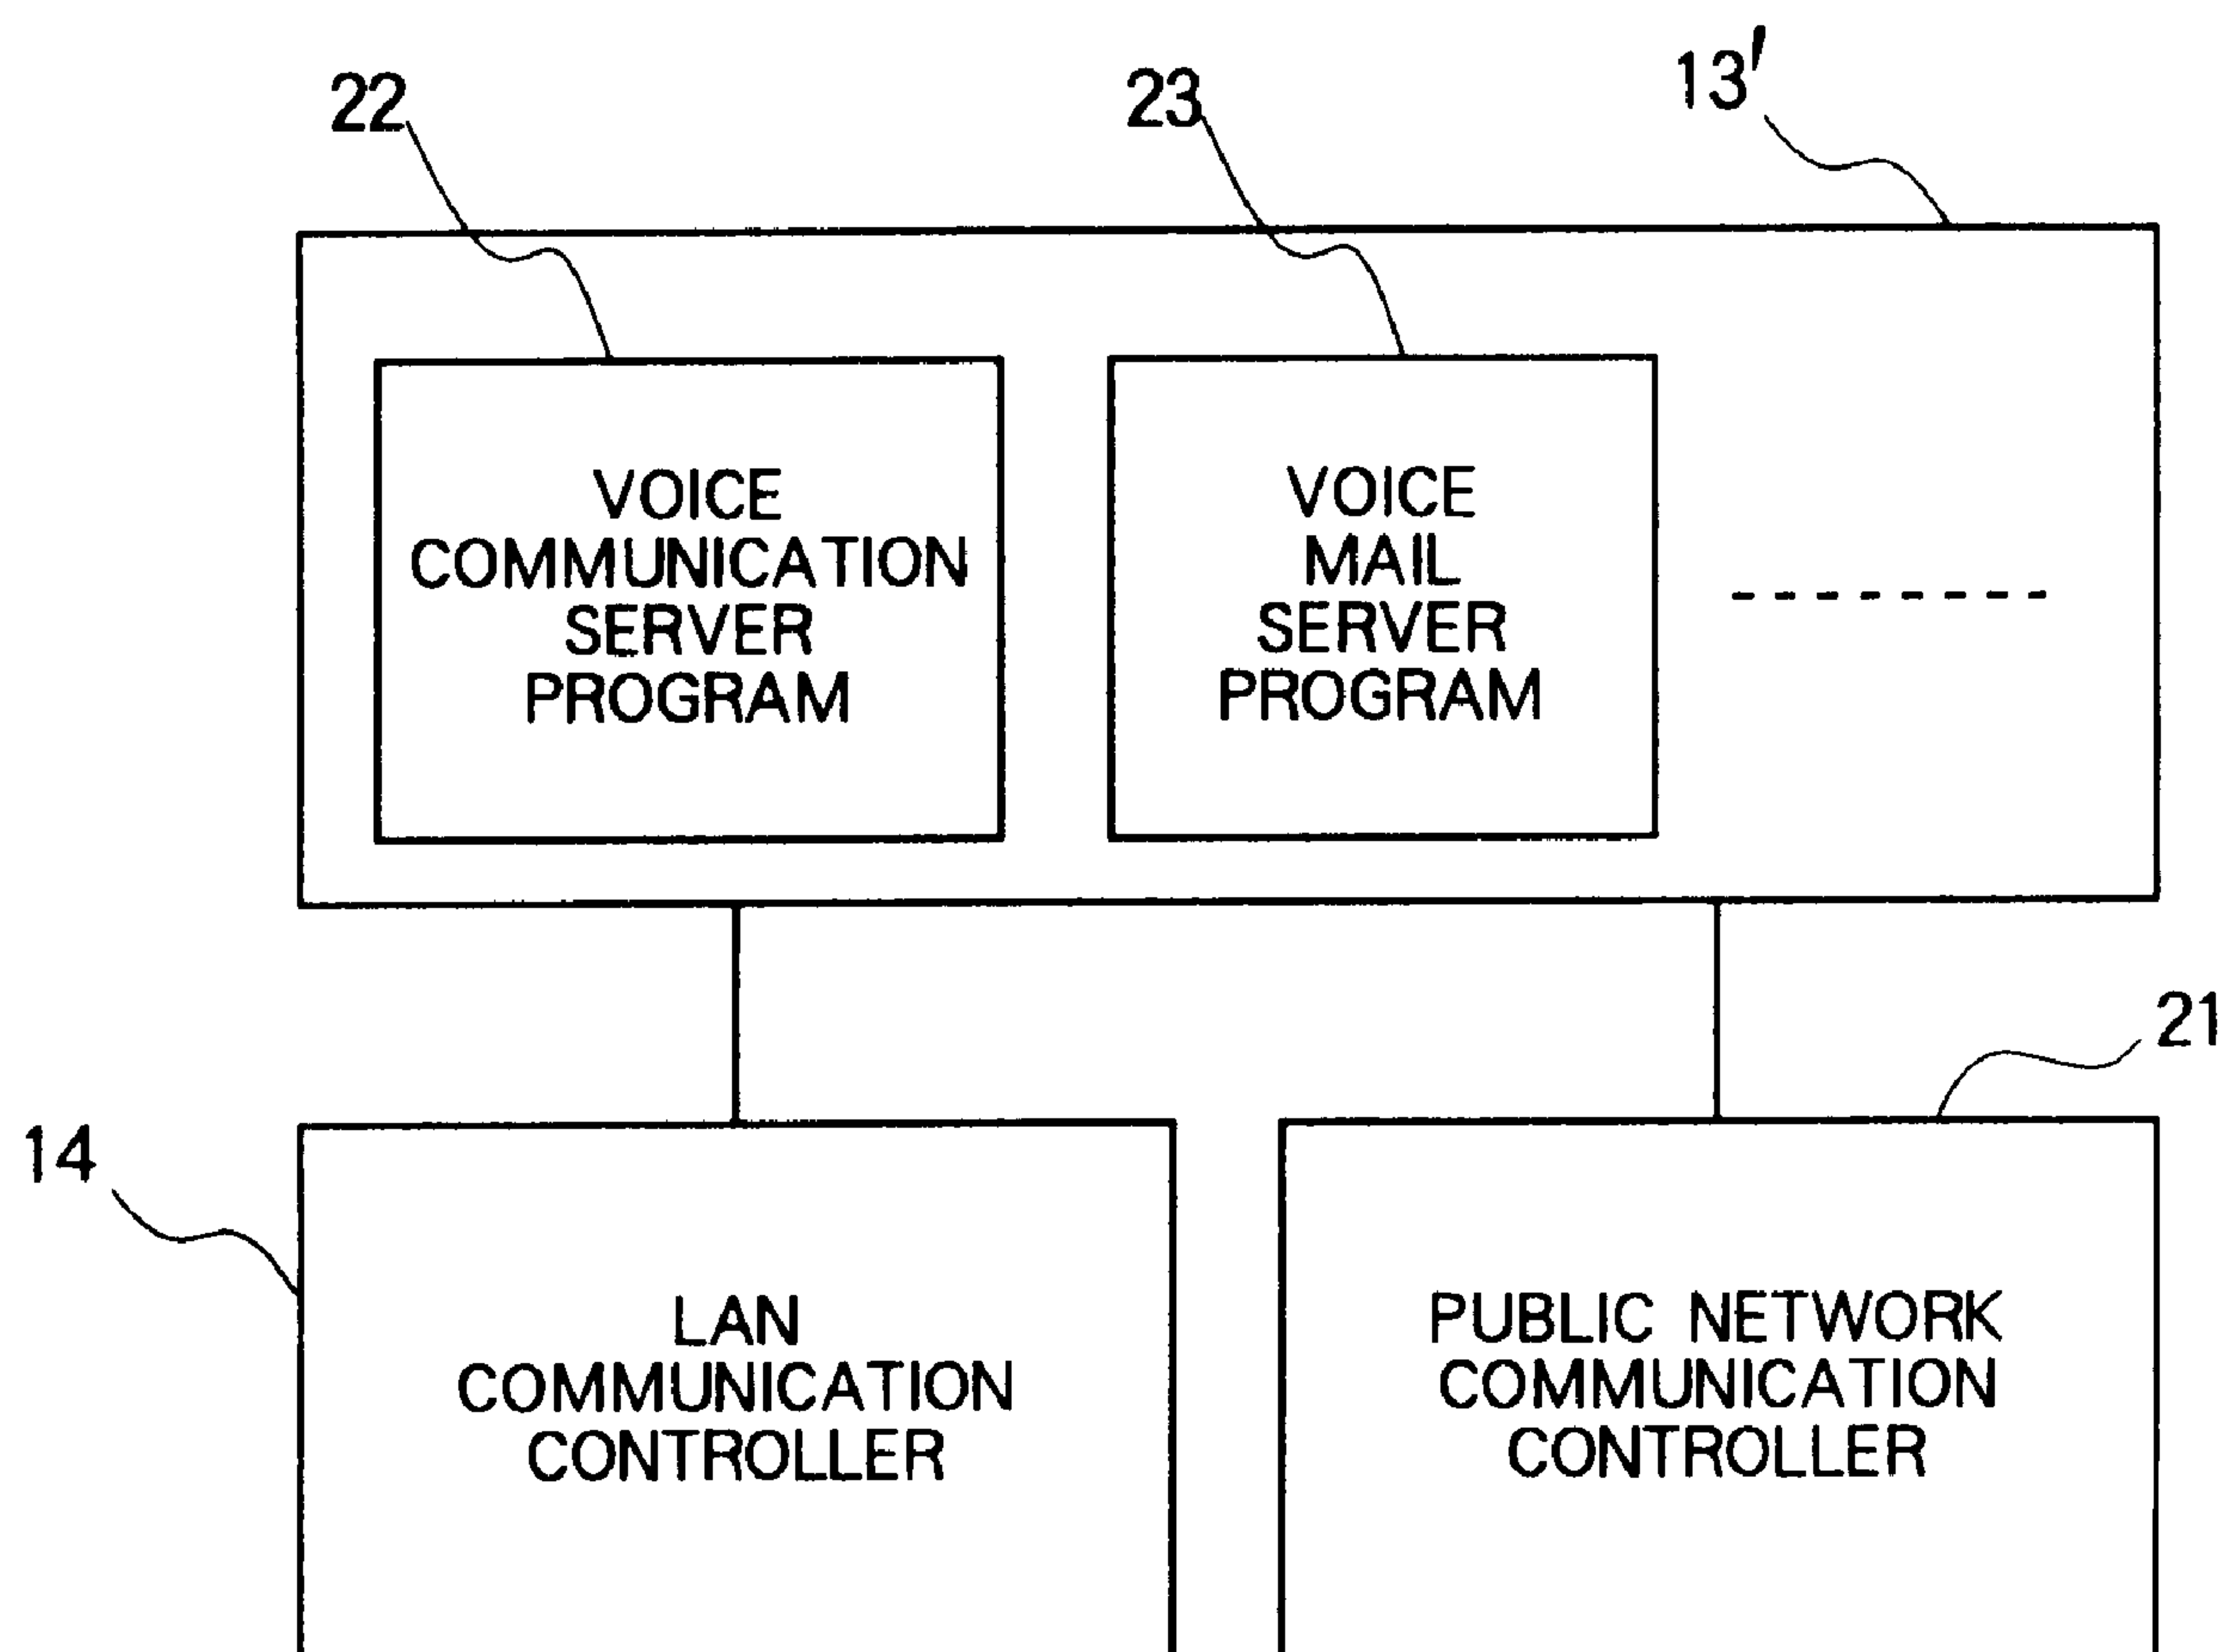 22
23
13'
VOICE
COMMUNICATION
SERVER
PROGRAM
VOICE
MAIL
SERVER
PROGRAM
21
14
LAN
COMMUNICATION
CONTROLLER
PUBLIC NETWORK
COMMUNICATION
CONTROLLER